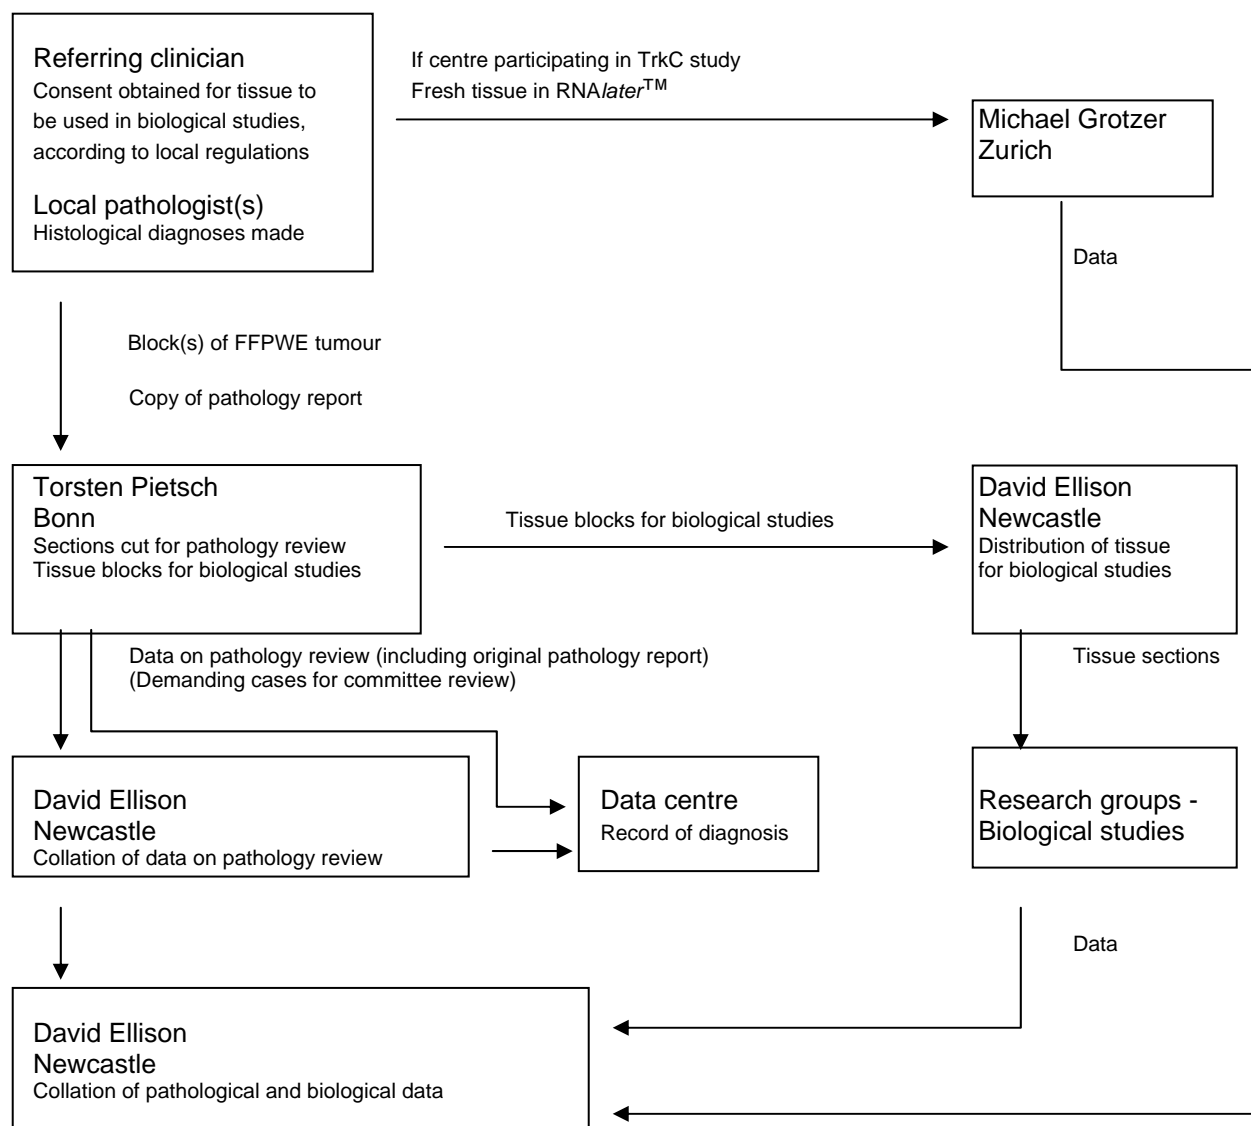 Referring clinician
Consent obtained for tissue to
be used in biological studies,
according to local regulations
Local pathologist(s)
Histological diagnoses made
If centre participating in TrkC study
Fresh tissue in RNAlater™
Michael Grotzer
Zurich
Data
Block(s) of FFPWE tumour
Copy of pathology report
Torsten Pietsch
Bonn
Sections cut for pathology review
Tissue blocks for biological studies
Tissue blocks for biological studies
David Ellison
Newcastle
Distribution of tissue
for biological studies
Data on pathology review (including original pathology report)
(Demanding cases for committee review)
Tissue sections
David Ellison
Newcastle
Collation of data on pathology review
Data centre
Record of diagnosis
Research groups -
Biological studies
Data
David Ellison
Newcastle
Collation of pathological and biological data